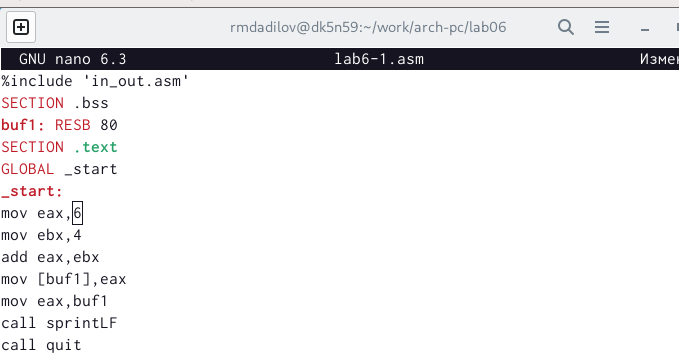 rmdadilov@dk5n59:~/work/arch-pc/lab06
GNU nano 6.3 lab6-1.asm Измен
%include 'in_out.asm'
SECTION .bss
buf1: RESB 80
SECTION .text
GLOBAL _start
_start:
mov eax,6
mov ebx,4
add eax,ebx
mov [buf1],eax
mov eax,buf1
call sprintLF
call quit